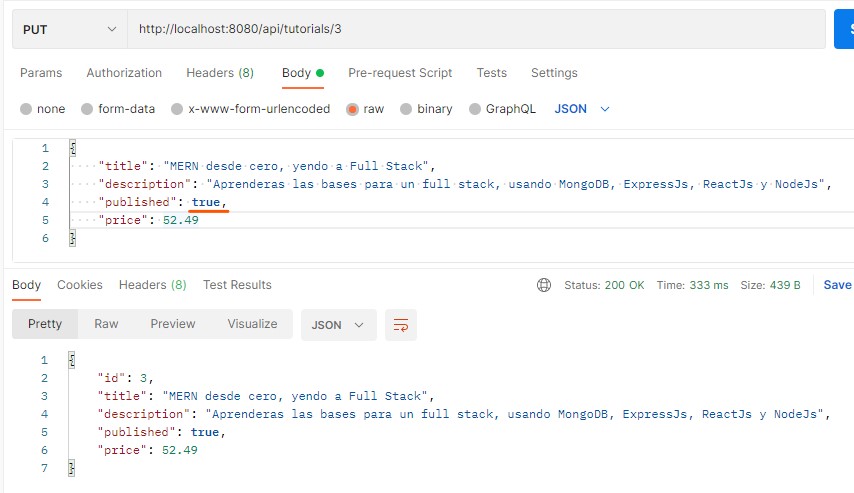 PUT http://localhost:8080/api/tutorials/3
Params Authorization Headers (8) Body Pre-request Script Tests Settings
none form-data x-www-form-urlencoded raw binary GraphQL JSON
1 {
2 "title": "MERN desde cero, yendo a Full Stack",
3 "description": "Aprenderas las bases para un full stack, usando MongoDB, ExpressJs, ReactJs y NodeJs",
4 "published": true,
5 "price": 52.49
6 }
Body Cookies Headers (8) Test Results Status: 200 OK Time: 333 ms Size: 439 B Save
Pretty Raw Preview Visualize JSON
1 {
2 "id": 3,
3 "title": "MERN desde cero, yendo a Full Stack",
4 "description": "Aprenderas las bases para un full stack, usando MongoDB, ExpressJs, ReactJs y NodeJs",
5 "published": true,
6 "price": 52.49
7 }